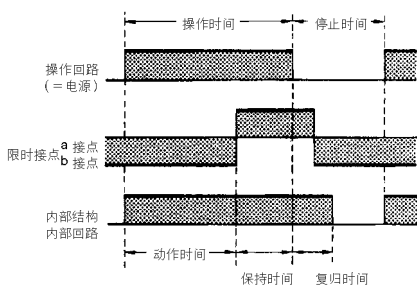 操作时间
停止时间
操作回路
(=电源)
限时接点 a 接点
b 接点
内部结构
内部回路
动作时间
保持时间
复归时间